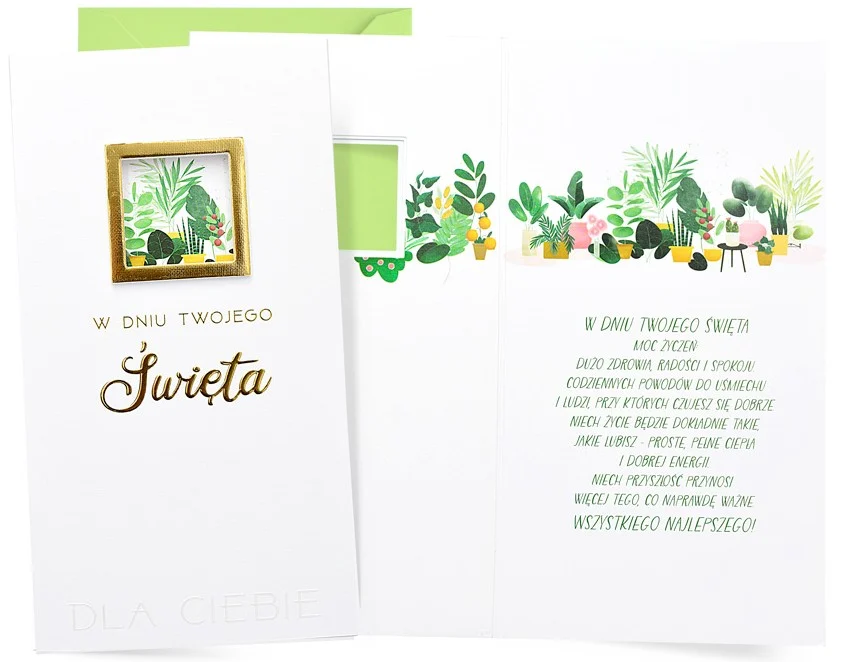 W DNIU TWOJEGO
Święta
DLA CIEBIE
W DNIU TWOJEGO ŚWIĘTA
MOC ŻYCZEŃ
DUŻO ZDROWIA, RADOŚCI I SPOKOJU
CODZIENNYCH POWODÓW DO UŚMIECHU
I LUDZI, PRZY KTÓRYCH CZUJESZ SIĘ DOBRZE
NIECH ŻYCIE BĘDZIE DOKŁADNIE TAKIE,
JAKIE LUBISZ - PROSTE, PEŁNE CIEPŁA
I DOBREJ ENERGII.
NIECH PRZYSZŁOŚĆ PRZYNOSI
WIĘCEJ TEGO, CO NAPRAWDĘ WAŻNE.
WSZYSTKIEGO NAJLEPSZEGO!